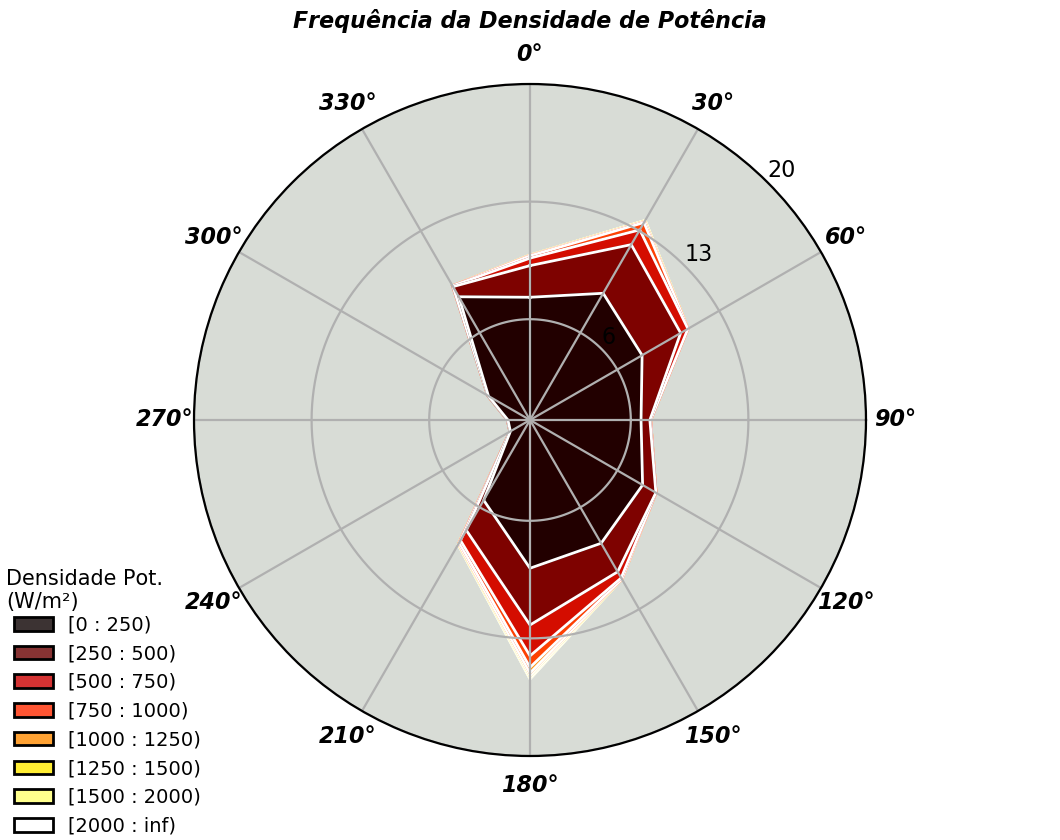 Frequência da Densidade de Potência
0°
330°
30°
20
300°
60°
13
6
270°
90°
240°
120°
210°
150°
180°
Densidade Pot.
(W/m²)
[0 : 250)
[250 : 500)
[500 : 750)
[750 : 1000)
[1000 : 1250)
[1250 : 1500)
[1500 : 2000)
[2000 : inf)